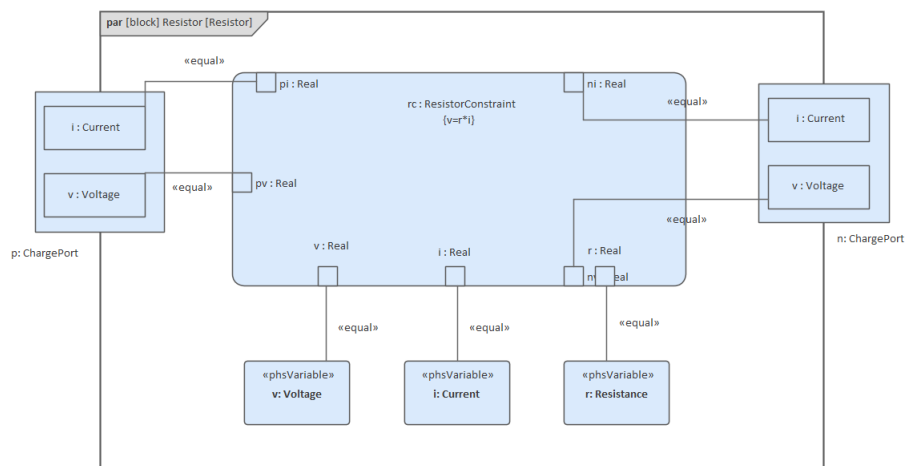 par [block] Resistor [Resistor]
«equal»
pi : Real
ni : Real
«equal»
rc : ResistorConstraint
{v=r*i}
i : Current
i : Current
v : Voltage
«equal»
pv : Real
v : Voltage
«equal»
p: ChargePort
n: ChargePort
v : Real
i : Real
r : Real
«equal»
«equal»
«equal»
«phsVariable»
v: Voltage
«phsVariable»
i: Current
«phsVariable»
r: Resistance